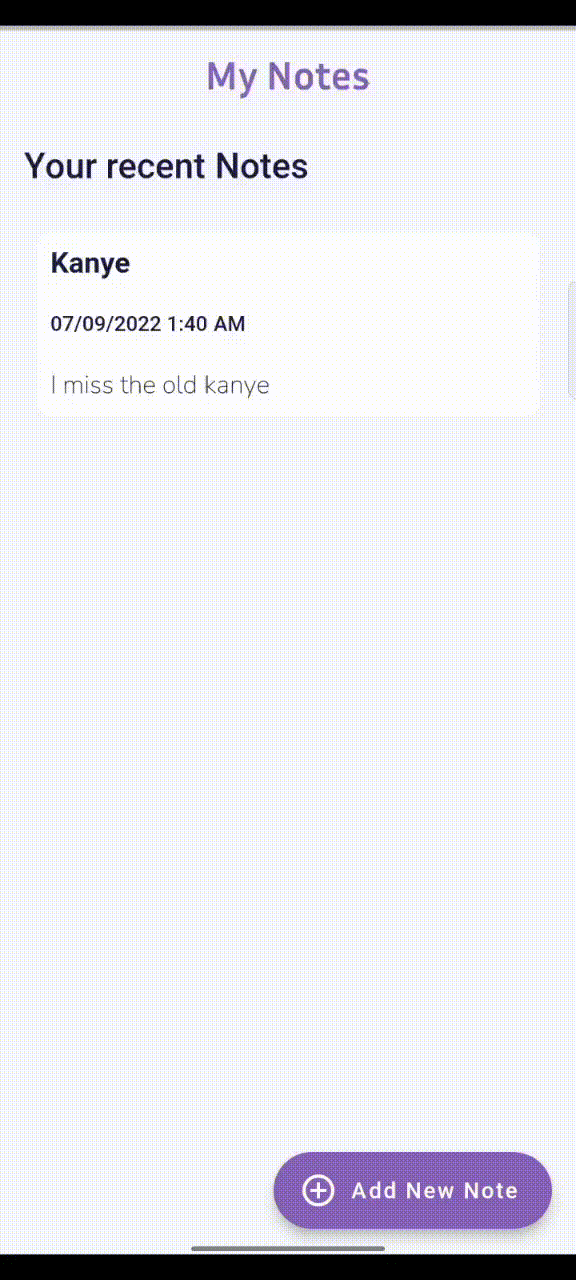 My Notes
Your recent Notes
Kanye
07/09/2022 1:40 AM
I miss the old kanye
Add New Note